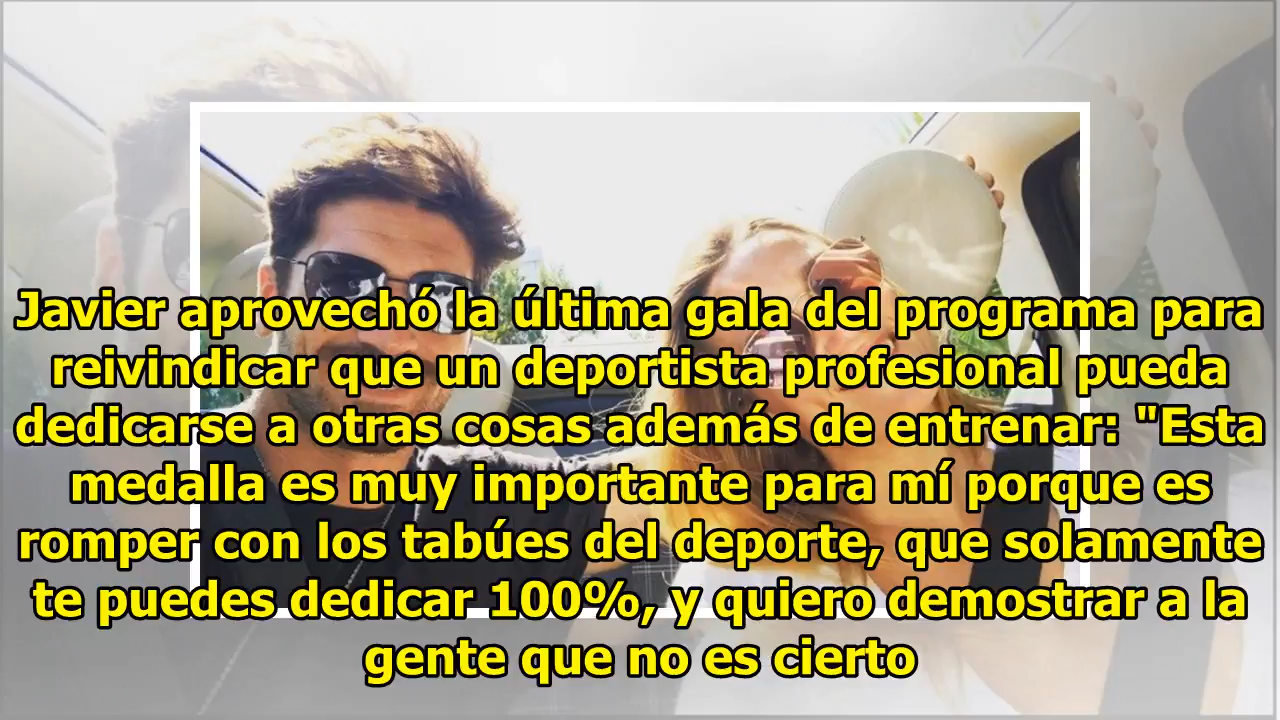 Javier aprovechó la última gala del programa para
reivindicar que un deportista profesional pueda
dedicarse a otras cosas además de entrenar: "Esta
medalla es muy importante para mí porque es
romper con los tabúes del deporte, que solamente
te puedes dedicar 100%, y quiero demostrar a la
gente que no es cierto